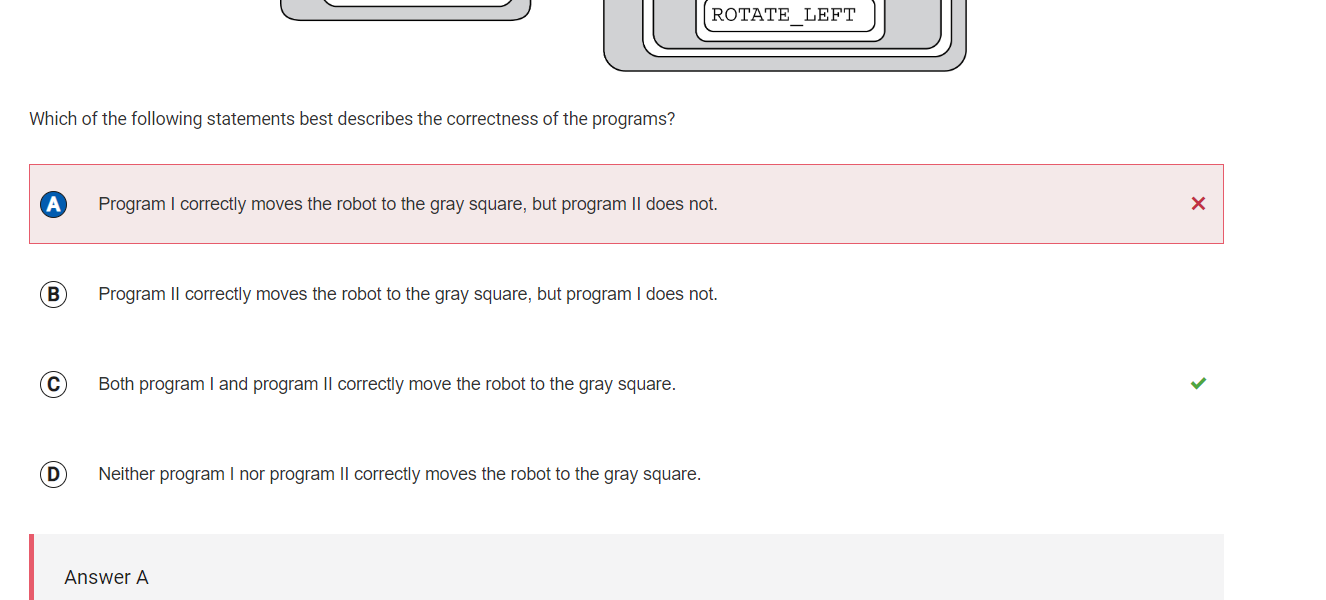 ROTATE_LEFT
Which of the following statements best describes the correctness of the programs?
A Program I correctly moves the robot to the gray square, but program II does not.
B Program II correctly moves the robot to the gray square, but program I does not.
C Both program I and program II correctly move the robot to the gray square.
D Neither program I nor program II correctly moves the robot to the gray square.
Answer A